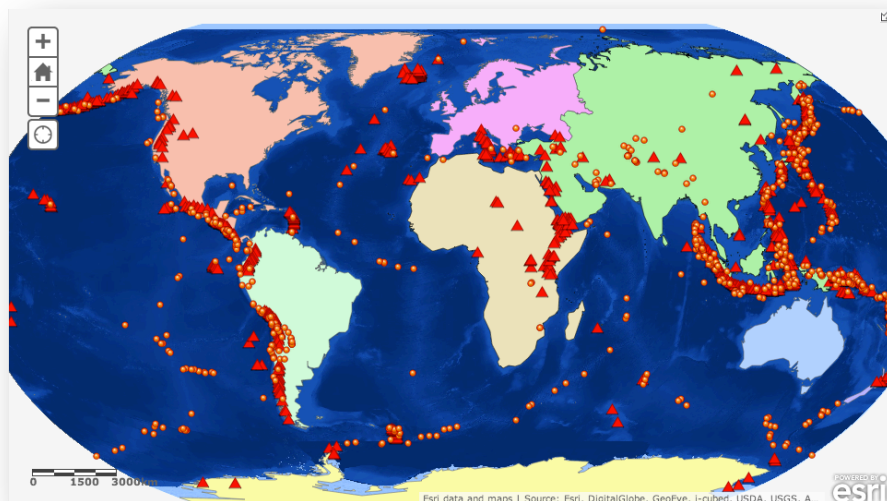 +
−
0 1500 3000km
Esri data and maps | Source: Esri, DigitalGlobe, GeoEye, i-cubed, USDA, USGS, A...
POWERED BY
esri